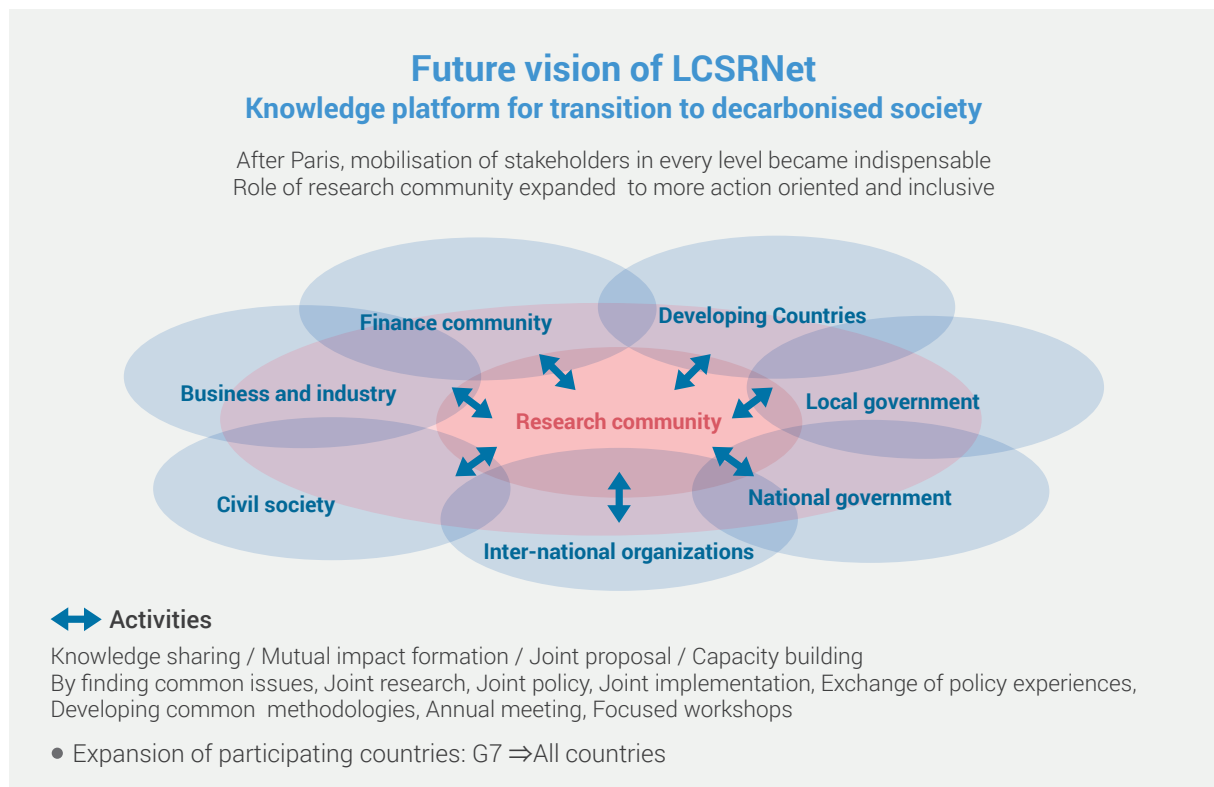 Future vision of LCSRNet
Knowledge platform for transition to decarbonised society
After Paris, mobilisation of stakeholders in every level became indispensable
Role of research community expanded to more action oriented and inclusive
Finance community
Developing Countries
Business and industry
Local government
Research community
Civil society
National government
Inter-national organizations
Activities
Knowledge sharing / Mutual impact formation / Joint proposal / Capacity building
By finding common issues, Joint research, Joint policy, Joint implementation, Exchange of policy experiences,
Developing common methodologies, Annual meeting, Focused workshops
● Expansion of participating countries: G7 ⇒All countries